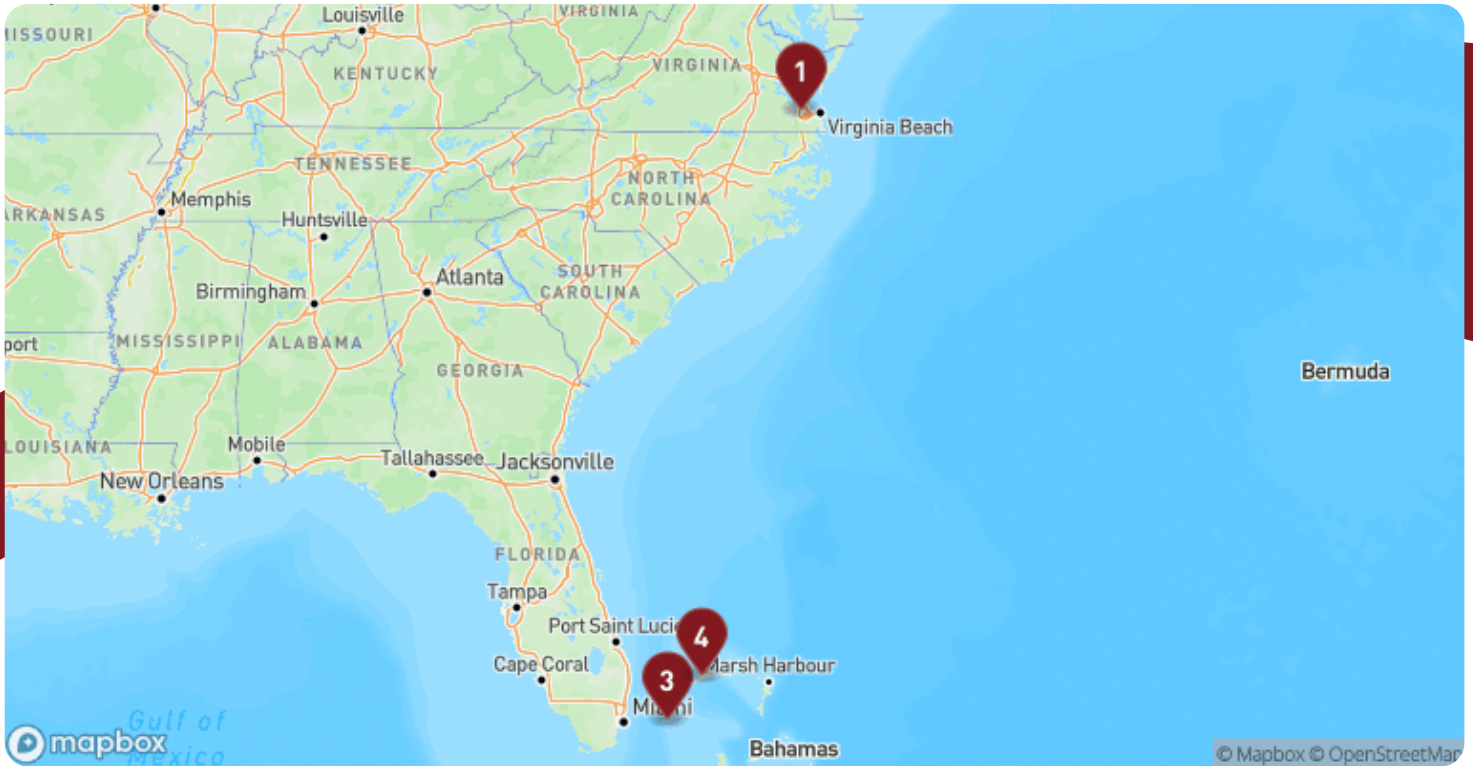 Louisville
VIRGINIA
MISSOURI
KENTUCKY
VIRGINIA
1
Virginia Beach
TENNESSEE
NORTH
CAROLINA
Memphis
ARKANSAS
Huntsville
Atlanta
SOUTH
CAROLINA
Birmingham
MISSISSIPPI
ALABAMA
port
GEORGIA
Bermuda
LOUISIANA
Mobile
Tallahassee
Jacksonville
New Orleans
FLORIDA
Tampa
Port Saint Lucie
4
Cape Coral
Marsh Harbour
3
Miami
Gulf of
Mexico
mapbox
Bahamas
© Mapbox © OpenStreetMap